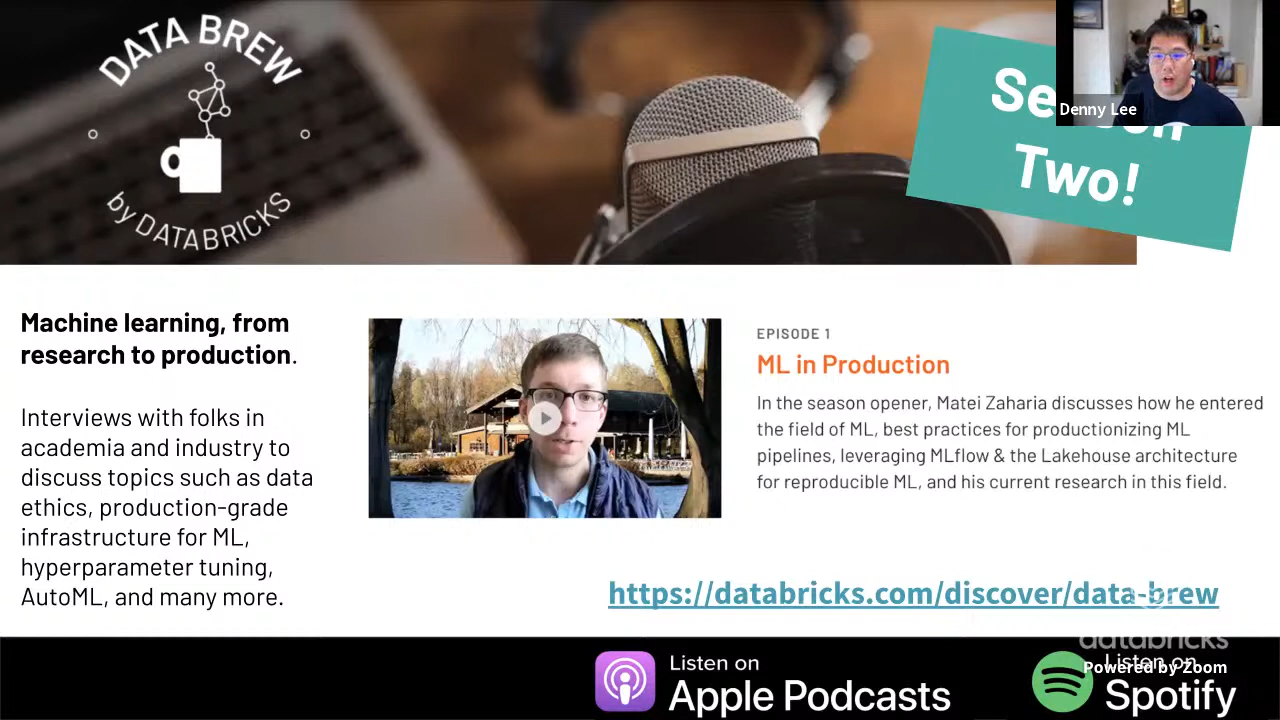 DATA BREW
by DATABRICKS
Two!
Denny Lee
Machine learning, from
research to production.
Interviews with folks in
academia and industry to
discuss topics such as data
ethics, production-grade
infrastructure for ML,
hyperparameter tuning,
AutoML, and many more.
EPISODE 1
ML in Production
In the season opener, Matei Zaharia discusses how he entered
the field of ML, best practices for productionizing ML
pipelines, leveraging MLflow & the Lakehouse architecture
for reproducible ML, and his current research in this field.
https://databricks.com/discover/data-brew
databricks
Powered by Zoom
Listen on
Apple Podcasts
Listen on
Spotify